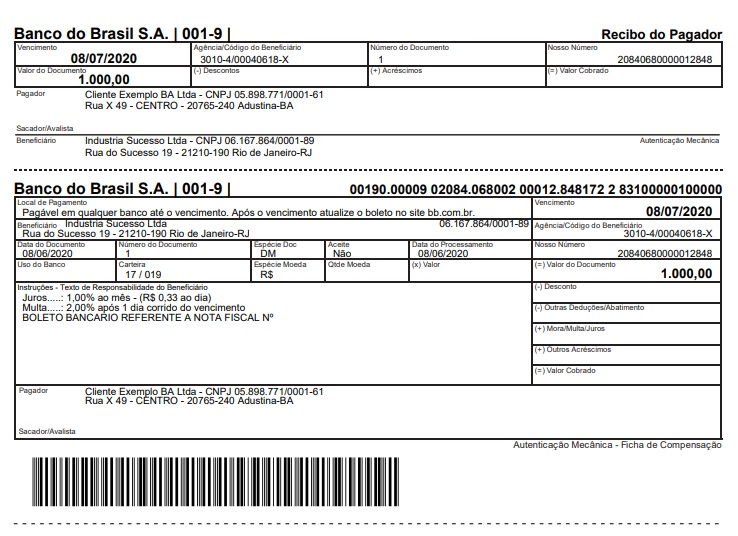 Banco do Brasil S.A. | 001-9 | Recibo do Pagador
Vencimento Agência/Código do Beneficiário Número do Documento Nosso Número
08/07/2020 3010-4/00040618-X 1 20840680000012848
Valor do Documento (-) Descontos (+) Acréscimos (=) Valor Cobrado
1.000,00
Pagador Cliente Exemplo BA Ltda - CNPJ 05.898.771/0001-61
Rua X 49 - CENTRO - 20765-240 Adustina-BA
Sacador/Avalista
Beneficiário Industria Sucesso Ltda - CNPJ 06.167.864/0001-89 Autenticação Mecânica
Rua do Sucesso 19 - 21210-190 Rio de Janeiro-RJ
Banco do Brasil S.A. | 001-9 | 00190.00009 02084.068002 00012.848172 2 83100000100000
Local de Pagamento Vencimento
Pagável em qualquer banco até o vencimento. Após o vencimento atualize o boleto no site bb.com.br. 08/07/2020
Beneficiário Industria Sucesso Ltda 06.167.864/0001-89 Agência/Código do Beneficiário
Rua do Sucesso 19 - 21210-190 Rio de Janeiro-RJ 3010-4/00040618-X
Data do Documento Número do Documento Espécie Doc Aceite Data do Processamento Nosso Número
08/06/2020 1 DM Não 08/06/2020 20840680000012848
Uso do Banco Carteira Espécie Moeda Qtde Moeda (x) Valor (=) Valor do Documento
17 / 019 R$ 1.000,00
Instruções - Texto de Responsabilidade do Beneficiário (-) Desconto
Juros.....: 1,00% ao mês - (R$ 0,33 ao dia)
Multa.....: 2,00% após 1 dia corrido do vencimento (-) Outras Deduções/Abatimento
BOLETO BANCARIO REFERENTE A NOTA FISCAL Nº
(+) Mora/Multa/Juros
(+) Outros Acréscimos
(=) Valor Cobrado
Pagador Cliente Exemplo BA Ltda - CNPJ 05.898.771/0001-61
Rua X 49 - CENTRO - 20765-240 Adustina-BA
Sacador/Avalista
Autenticação Mecânica - Ficha de Compensação